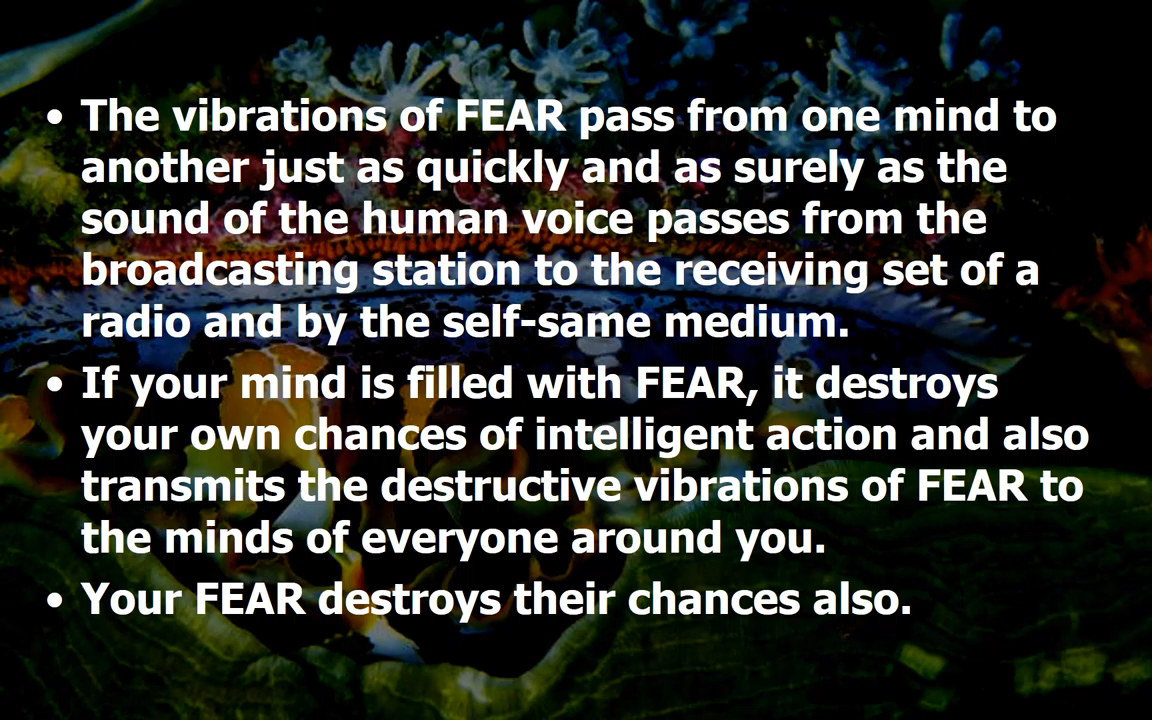 • The vibrations of FEAR pass from one mind to
another just as quickly and as surely as the
sound of the human voice passes from the
broadcasting station to the receiving set of a
radio and by the self-same medium.
• If your mind is filled with FEAR, it destroys
your own chances of intelligent action and also
transmits the destructive vibrations of FEAR to
the minds of everyone around you.
• Your FEAR destroys their chances also.